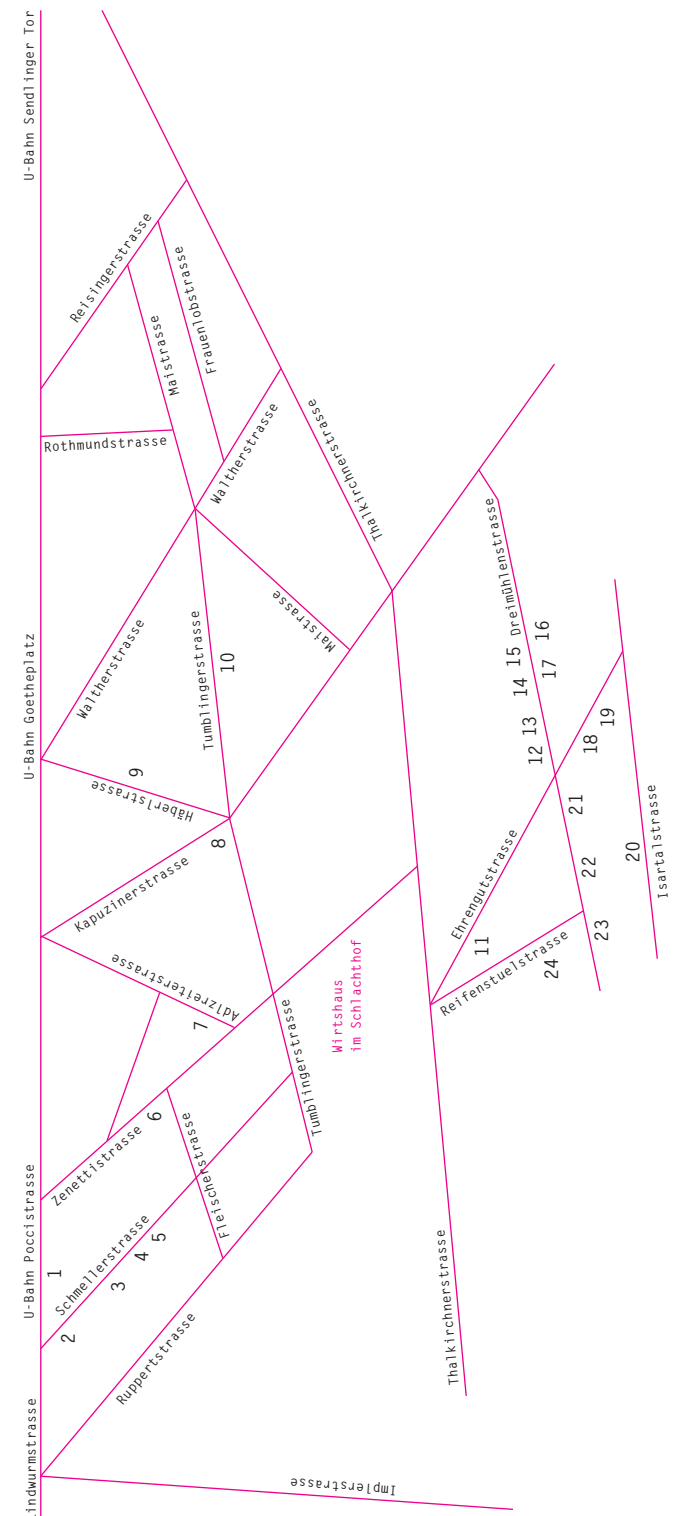 U-Bahn Sendlinger Tor
Reisingerstrasse
Maistrasse
Frauenlobstrasse
Rothmundstrasse
Waltherstrasse
Thalkirchnerstrasse
Maistrasse
U-Bahn Goetheplatz
Waltherstrasse
Tumblingerstrasse
10
Dreimühlenstrasse
16
15
17
14
13
12
19
18
9
Häberlstrasse
8
Kapuzinerstrasse
21
22
20
Isartalstrasse
Ehrengutstrasse
11
23
24
Reifenstuelstrasse
Adlzreiterstrasse
7
Wirtshaus
im Schlachthof
Tumblingerstrasse
6
Zenettistrasse
Fleischerstrasse
U-Bahn Poccistrasse
1
Schmellerstrasse
5
4
3
2
Ruppertstrasse
Thalkirchnerstrasse
indwurmstrasse
Implerstrasse